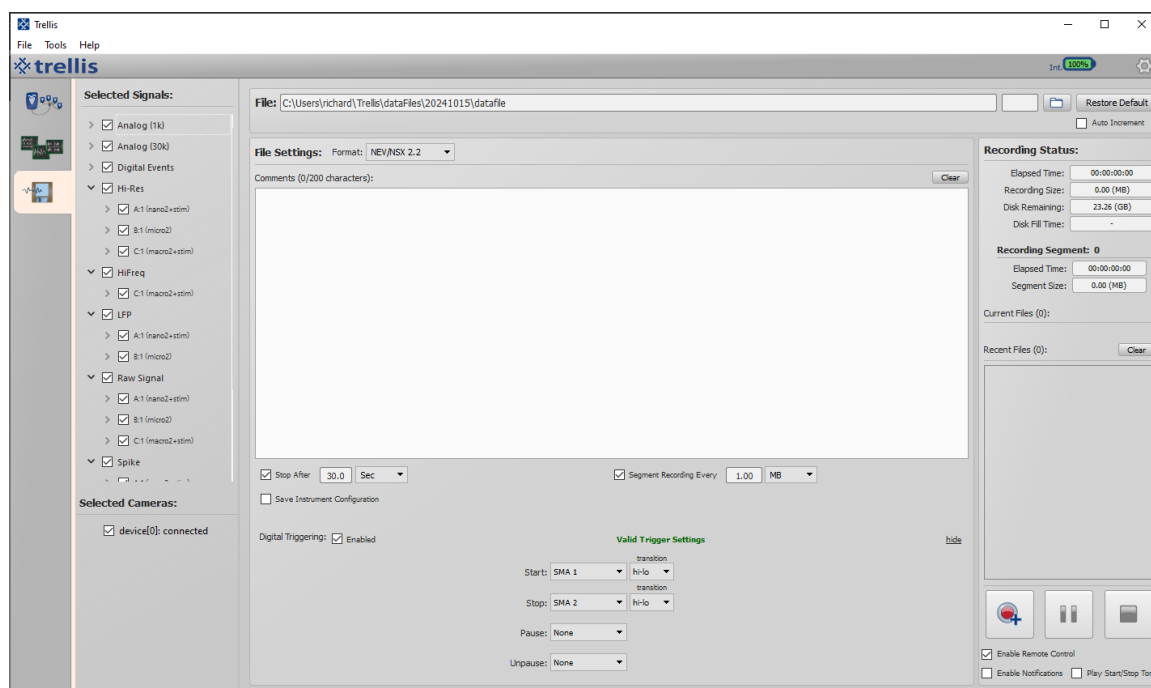 Trellis
File Tools Help
trellis
Int. 100%
Selected Signals:
Analog (1k)
Analog (30k)
Digital Events
Hi-Res
A:1 (nano2+stim)
B:1 (micro2)
C:1 (macro2+stim)
HiFreq
C:1 (macro2+stim)
LFP
A:1 (nano2+stim)
B:1 (micro2)
Raw Signal
A:1 (nano2+stim)
B:1 (micro2)
C:1 (macro2+stim)
Spike
Selected Cameras:
device[0]: connected
File: C:\Users\richard\Trellis\dataFiles\20241015\datafile
Restore Default
Auto Increment
File Settings: Format: NEV/NSX 2.2
Comments (0/200 characters): Clear
Stop After 30.0 Sec Segment Recording Every 1.00 MB
Save Instrument Configuration
Digital Triggering: Enabled Valid Trigger Settings hide
transition
Start: SMA 1 hi-lo
transition
Stop: SMA 2 hi-lo
Pause: None
Unpause: None
Recording Status:
Elapsed Time: 00:00:00:00
Recording Size: 0.00 (MB)
Disk Remaining: 23.26 (GB)
Disk Fill Time: -
Recording Segment: 0
Elapsed Time: 00:00:00:00
Segment Size: 0.00 (MB)
Current Files (0):
Recent Files (0): Clear
Enable Remote Control
Enable Notifications Play Start/Stop Ton